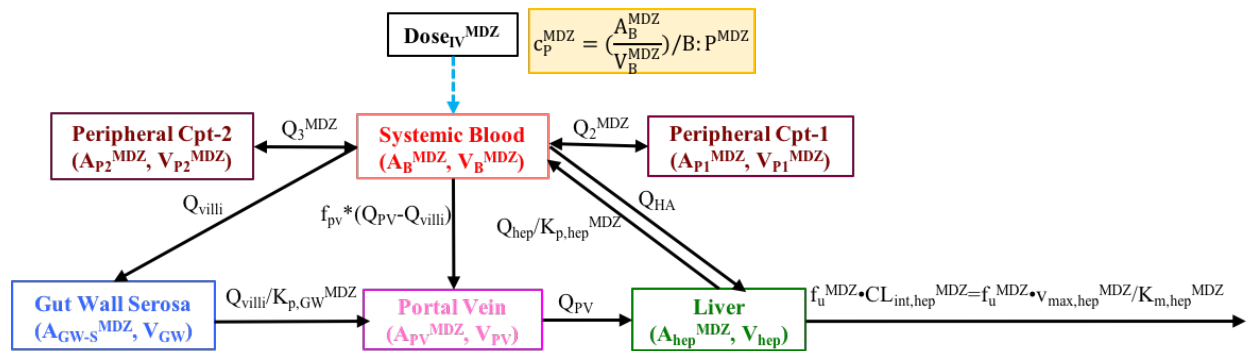 Dose_IV^MDZ
c_P^MDZ = (A_B^MDZ / V_B^MDZ)/B:P^MDZ
Peripheral Cpt-2
(A_P2^MDZ, V_P2^MDZ)
Q_3^MDZ
Systemic Blood
(A_B^MDZ, V_B^MDZ)
Q_2^MDZ
Peripheral Cpt-1
(A_P1^MDZ, V_P1^MDZ)
Q_villi
f_pv*(Q_PV-Q_villi)
Q_hep/K_p,hep^MDZ
Q_HA
Gut Wall Serosa
(A_GW-S^MDZ, V_GW)
Q_villi/K_p,GW^MDZ
Portal Vein
(A_PV^MDZ, V_PV)
Q_PV
Liver
(A_hep^MDZ, V_hep)
f_u^MDZ•CL_int,hep^MDZ=f_u^MDZ•v_max,hep^MDZ/K_m,hep^MDZ